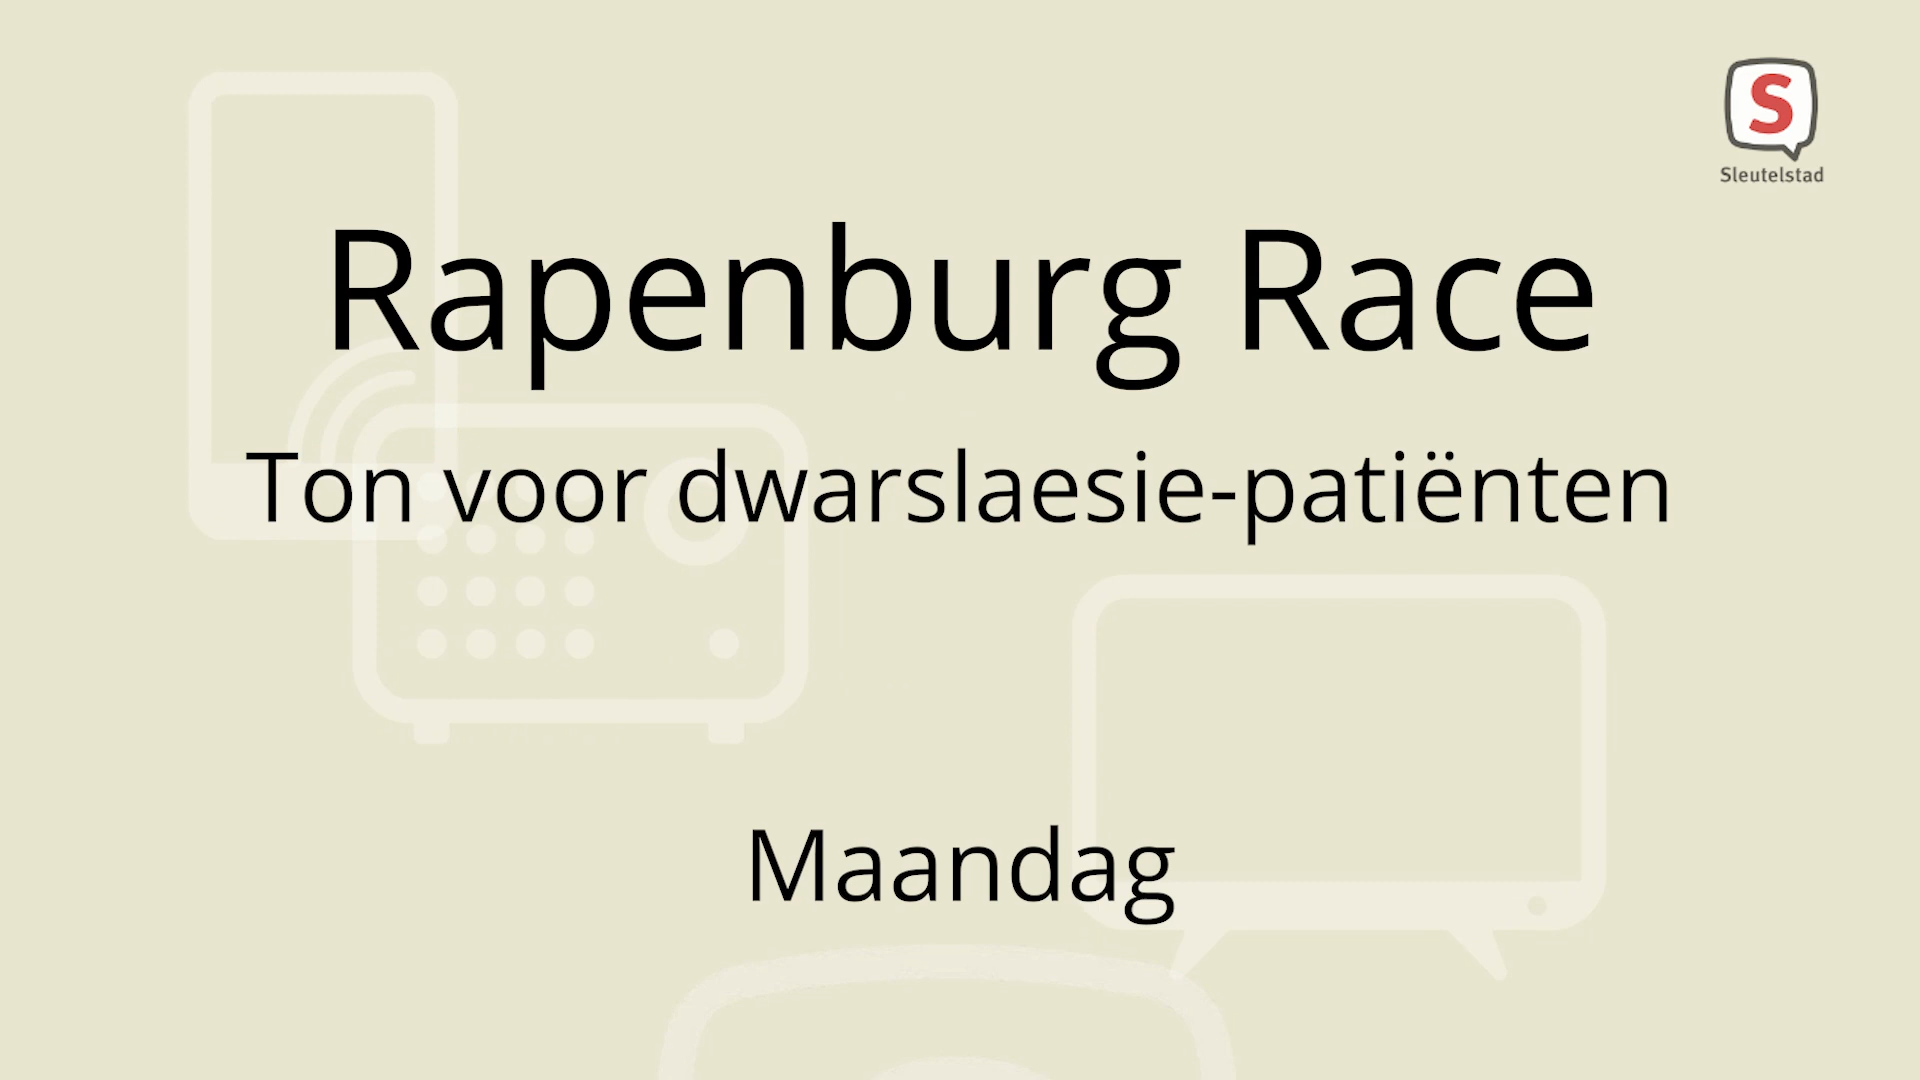 S
Sleutelstad
Rapenburg Race
Ton voor dwarslaesie-patiënten
Maandag